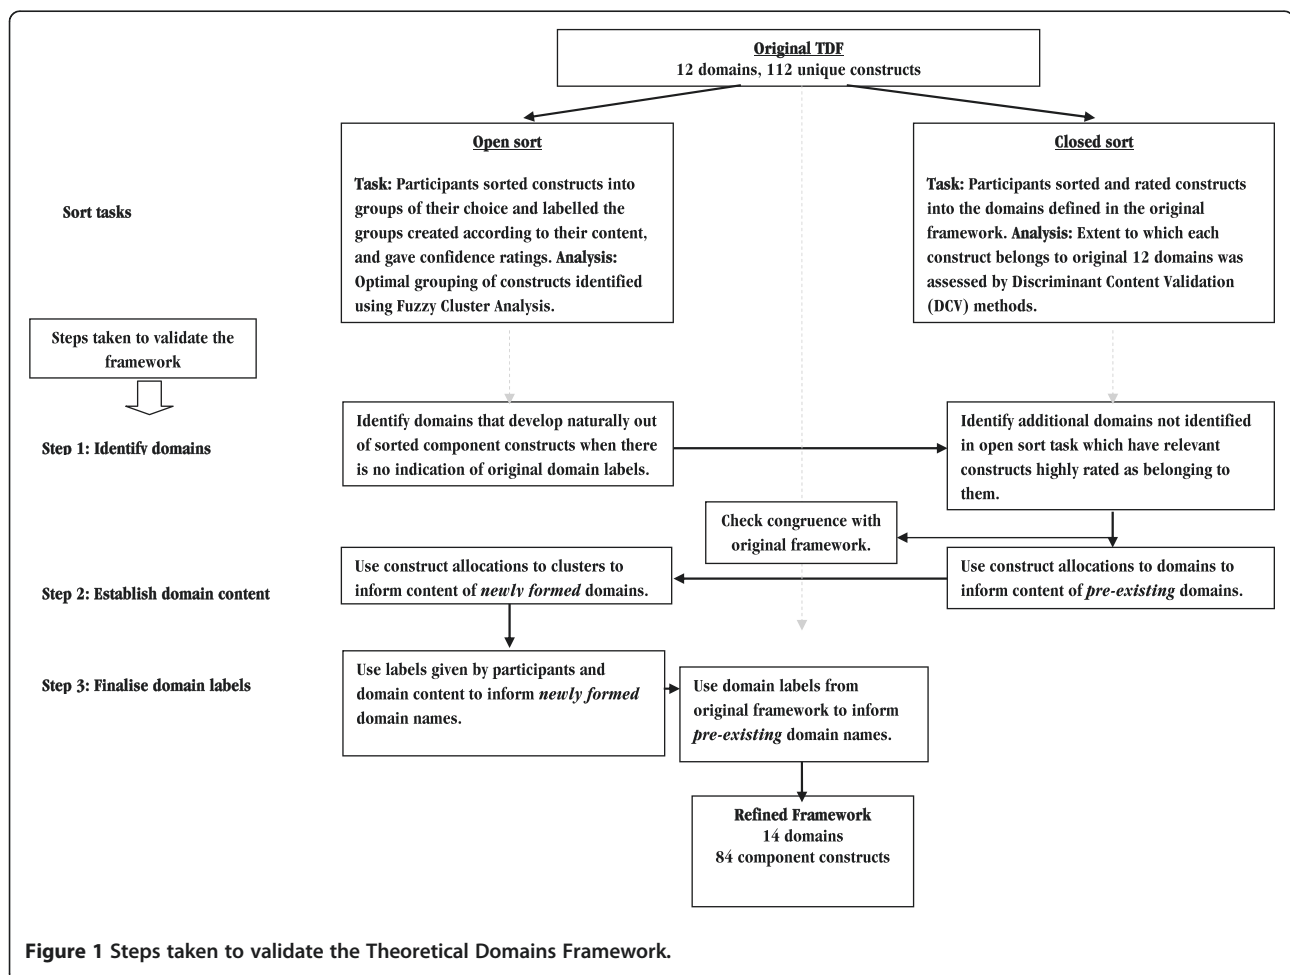 Original TDF
12 domains, 112 unique constructs
Open sort
Task: Participants sorted constructs into
groups of their choice and labelled the
groups created according to their content,
and gave confidence ratings. Analysis:
Optimal grouping of constructs identified
using Fuzzy Cluster Analysis.
Closed sort
Task: Participants sorted and rated constructs
into the domains defined in the original
framework. Analysis: Extent to which each
construct belongs to original 12 domains was
assessed by Discriminant Content Validation
(DCV) methods.
Sort tasks
Steps taken to validate the
framework
Step 1: Identify domains
Identify domains that develop naturally out
of sorted component constructs when there
is no indication of original domain labels.
Identify additional domains not identified
in open sort task which have relevant
constructs highly rated as belonging to
them.
Check congruence with
original framework.
Step 2: Establish domain content
Use construct allocations to clusters to
inform content of newly formed domains.
Use construct allocations to domains to
inform content of pre-existing domains.
Step 3: Finalise domain labels
Use labels given by participants and
domain content to inform newly formed
domain names.
Use domain labels from
original framework to inform
pre-existing domain names.
Refined Framework
14 domains
84 component constructs
Figure 1 Steps taken to validate the Theoretical Domains Framework.